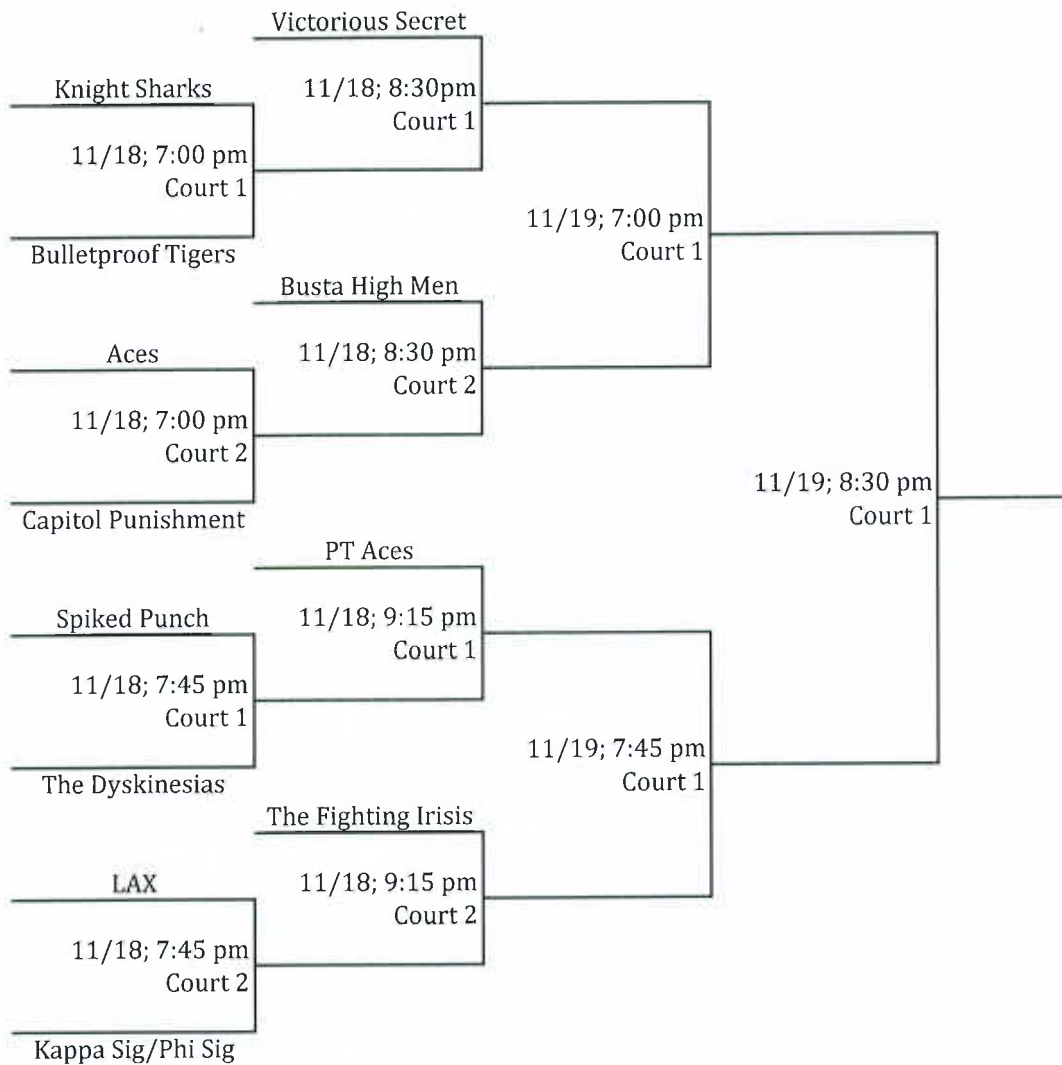 Victorious Secret
Knight Sharks
11/18; 8:30pm
Court 1
11/18; 7:00 pm
Court 1
11/19; 7:00 pm
Court 1
Bulletproof Tigers
Busta High Men
Aces
11/18; 8:30 pm
Court 2
11/18; 7:00 pm
Court 2
11/19; 8:30 pm
Court 1
Capitol Punishment
PT Aces
Spiked Punch
11/18; 9:15 pm
Court 1
11/18; 7:45 pm
Court 1
11/19; 7:45 pm
Court 1
The Dyskinesias
The Fighting Irisis
LAX
11/18; 9:15 pm
Court 2
11/18; 7:45 pm
Court 2
Kappa Sig/Phi Sig